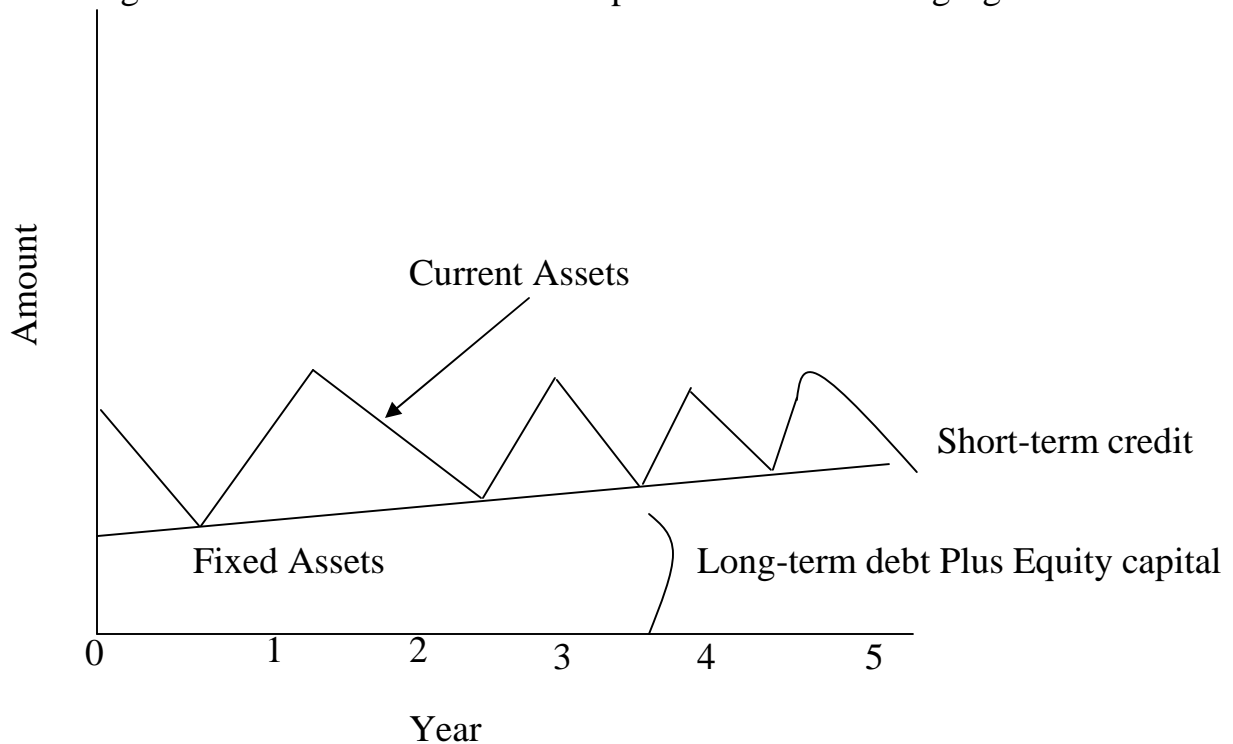 Amount
Current Assets
Short-term credit
Fixed Assets
Long-term debt Plus Equity capital
0 1 2 3 4 5
Year